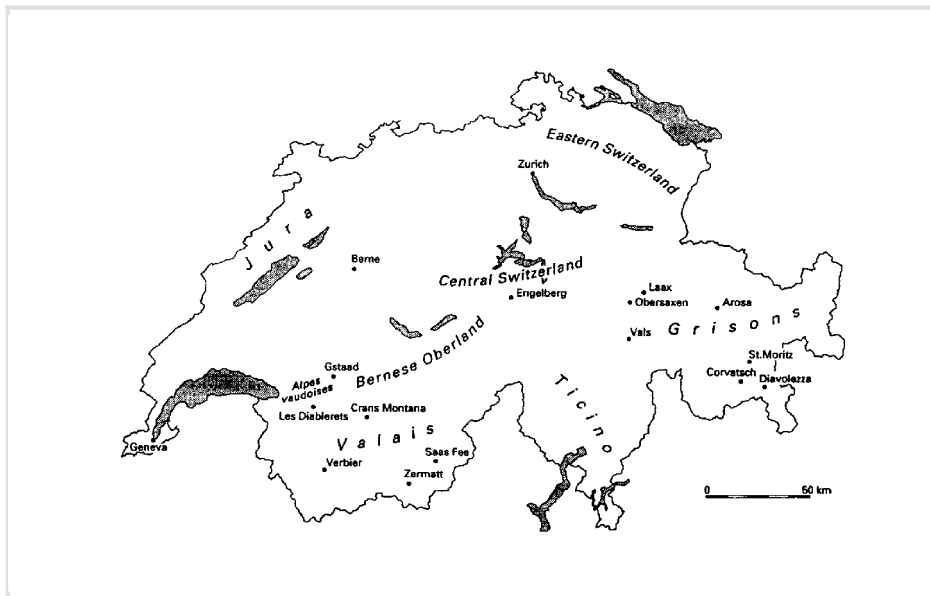 Eastern Switzerland
Zurich
Jura
Berne
Central Switzerland
Engelberg
Laax
Obersaxen
Arosa
Grisons
Vals
Bernese Oberland
St.Moritz
Corvatsch
Diavolezza
Gstaad
Alpes
vaudoises
Les Diablerets
Crans Montana
Ticino
Valais
Geneva
Verbier
Saas Fee
Zermatt
0 50 km